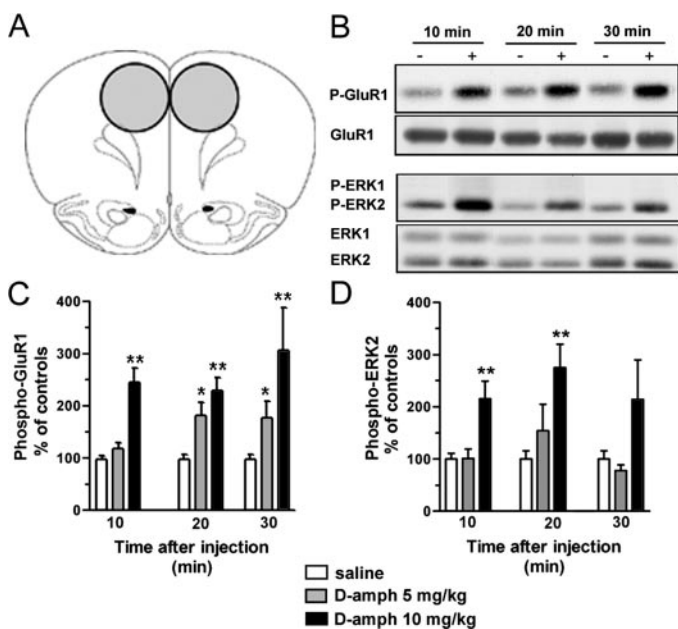 A
B
10 min 20 min 30 min
- + - + - +
P-GluR1
GluR1
P-ERK1
P-ERK2
ERK1
ERK2
C
Phospho-GluR1
% of controls
400
300
200
100
0
** * ** * **
10 20 30
Time after injection
(min)
D
Phospho-ERK2
% of controls
400
300
200
100
0
** **
10 20 30
Time after injection
(min)
saline
D-amph 5 mg/kg
D-amph 10 mg/kg